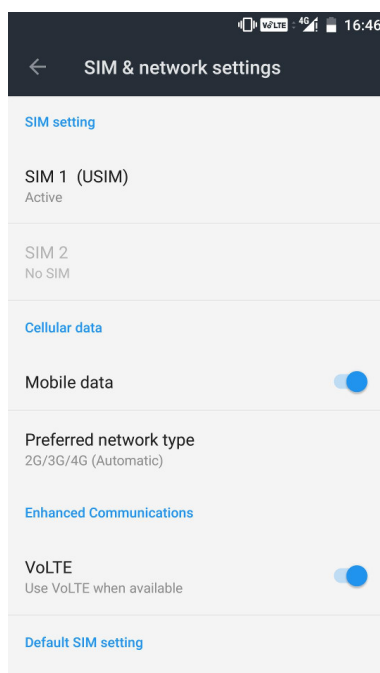 VoLTE 4G 16:46
SIM & network settings
SIM setting
SIM 1 (USIM)
Active
SIM 2
No SIM
Cellular data
Mobile data
Preferred network type
2G/3G/4G (Automatic)
Enhanced Communications
VoLTE
Use VoLTE when available
Default SIM setting